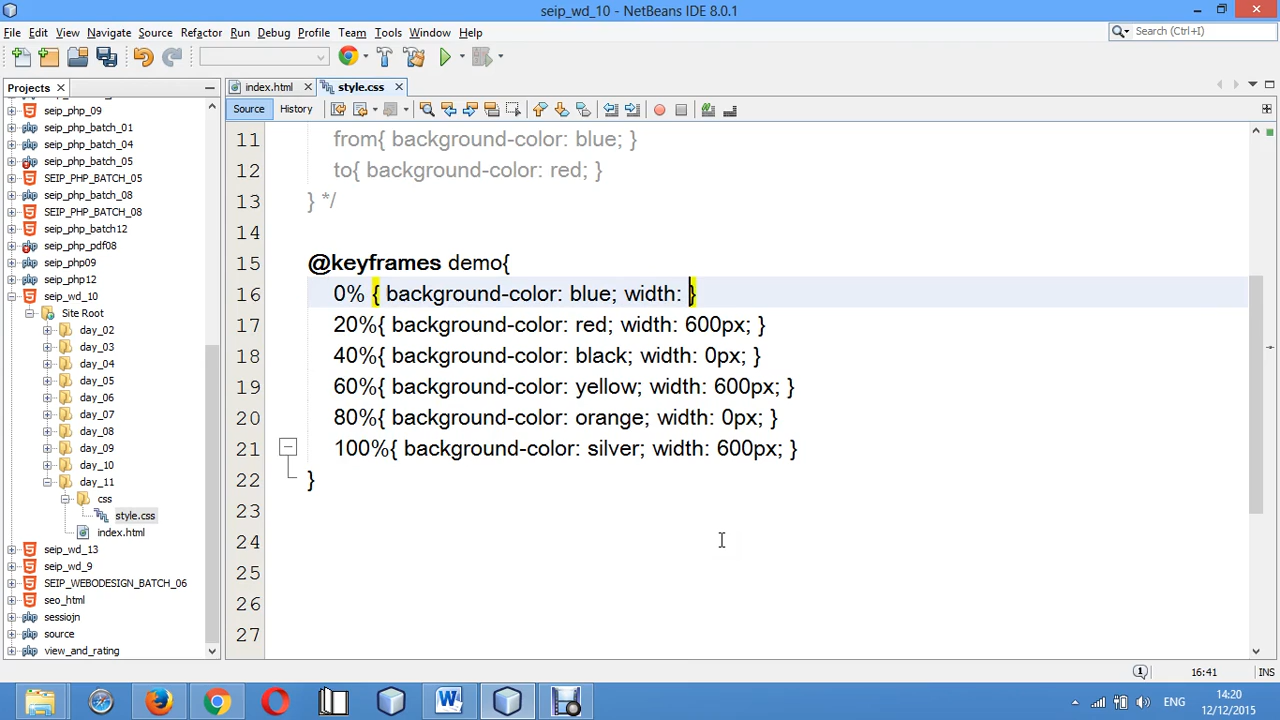 seip_wd_10 - NetBeans IDE 8.0.1
File Edit View Navigate Source Refactor Run Debug Profile Team Tools Window Help
Search (Ctrl+I)
Projects
index.html
style.css
Source History
seip_php_09
seip_php_batch_01
seip_php_batch_04
seip_php_batch_05
SEIP_PHP_BATCH_05
seip_php_batch_08
SEIP_PHP_BATCH_08
seip_php_batch12
seip_php_pdf08
seip_php09
seip_php12
seip_wd_10
Site Root
day_02
day_03
day_04
day_05
day_06
day_07
day_08
day_09
day_10
day_11
css
style.css
index.html
seip_wd_13
seip_wd_9
SEIP_WEBODESIGN_BATCH_06
seo_html
sessiojn
source
view_and_rating
11 from{ background-color: blue; }
12 to{ background-color: red; }
13 } */
14
15 @keyframes demo{
16 0% { background-color: blue; width: }
17 20%{ background-color: red; width: 600px; }
18 40%{ background-color: black; width: 0px; }
19 60%{ background-color: yellow; width: 600px; }
20 80%{ background-color: orange; width: 0px; }
21 100%{ background-color: silver; width: 600px; }
22 }
23
24
25
26
27
16:41 INS
ENG
14:20
12/12/2015